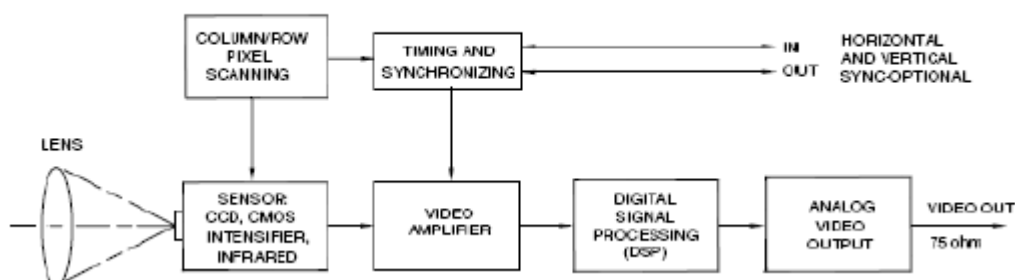 COLUMN/ROW
PIXEL
SCANNING
TIMING AND
SYNCHRONIZING
IN
OUT
HORIZONTAL
AND VERTICAL
SYNC-OPTIONAL
LENS
SENSOR:
CCD, CMOS
INTENSIFIER,
INFRARED
VIDEO
AMPLIFIER
DIGITAL
SIGNAL
PROCESSING
(DSP)
ANALOG
VIDEO
OUTPUT
VIDEO OUT
75 ohm